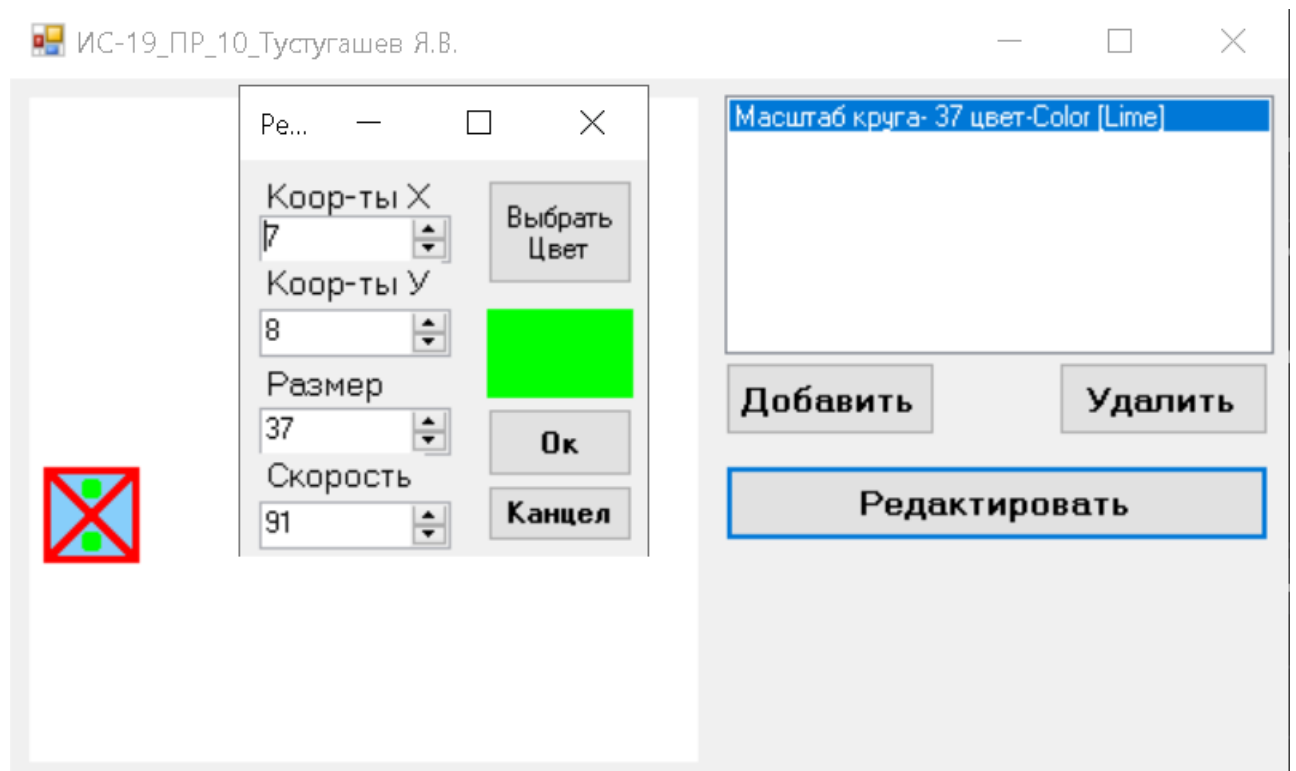 ИС-19_ПР_10_Тустугашев Я.В.
Ре...
Коор-ты X
7
Коор-ты У
8
Размер
37
Скорость
91
Выбрать
Цвет
Ок
Канцел
Масштаб круга- 37 цвет-Color [Lime]
Добавить
Удалить
Редактировать